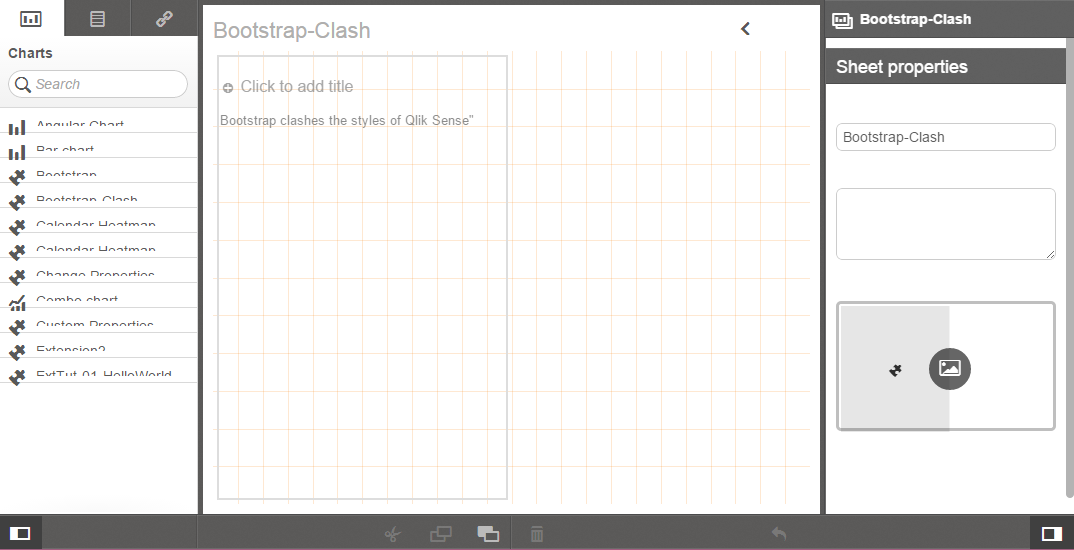 Charts
Search
Angular Chart
Bar chart
Bootstrap
Bootstrap-Clash
Calendar Heatmap
Calendar Heatmap
Change Properties
Combo chart
Custom Properties
Extension2
ExtTut-01-HelloWorld
Bootstrap-Clash
Click to add title
Bootstrap clashes the styles of Qlik Sense"
Bootstrap-Clash
Sheet properties
Bootstrap-Clash